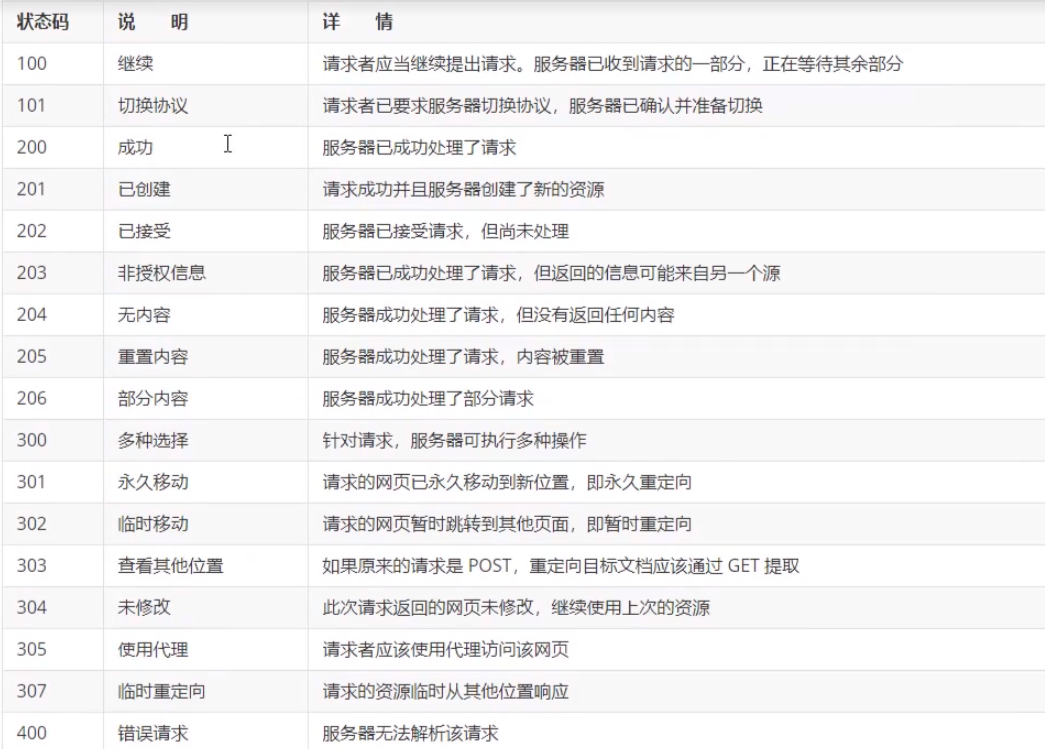 状态码 说 明 详 情
100 继续 请求者应当继续提出请求。服务器已收到请求的一部分，正在等待其余部分
101 切换协议 请求者已要求服务器切换协议，服务器已确认并准备切换
200 成功 服务器已成功处理了请求
201 已创建 请求成功并且服务器创建了新的资源
202 已接受 服务器已接受请求，但尚未处理
203 非授权信息 服务器已成功处理了请求，但返回的信息可能来自另一个源
204 无内容 服务器成功处理了请求，但没有返回任何内容
205 重置内容 服务器成功处理了请求，内容被重置
206 部分内容 服务器成功处理了部分请求
300 多种选择 针对请求，服务器可执行多种操作
301 永久移动 请求的网页已永久移动到新位置，即永久重定向
302 临时移动 请求的网页暂时跳转到其他页面，即暂时重定向
303 查看其他位置 如果原来的请求是 POST，重定向目标文档应该通过 GET 提取
304 未修改 此次请求返回的网页未修改，继续使用上次的资源
305 使用代理 请求者应该使用代理访问该网页
307 临时重定向 请求的资源临时从其他位置响应
400 错误请求 服务器无法解析该请求